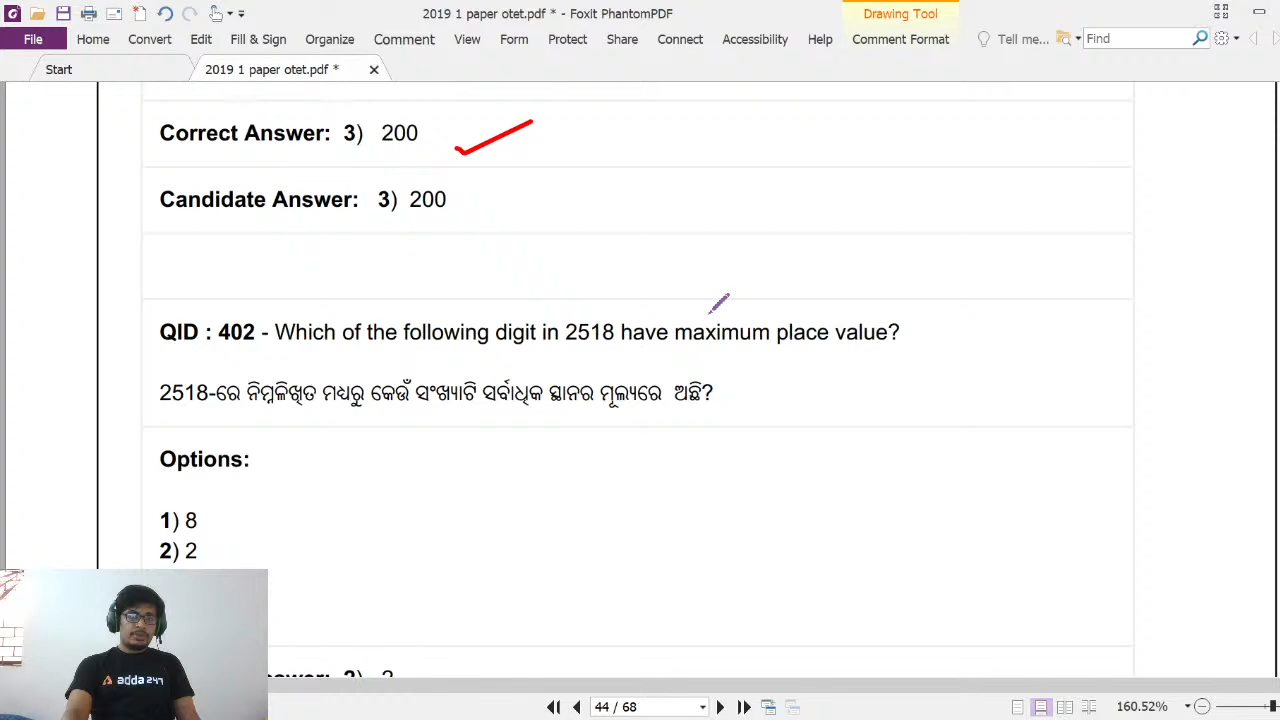 2019 1 paper otet.pdf * - Foxit PhantomPDF
Drawing Tool
File Home Convert Edit Fill & Sign Organize Comment View Form Protect Share Connect Accessibility Help Comment Format Tell me... Find
Start 2019 1 paper otet.pdf *
Correct Answer: 3) 200
Candidate Answer: 3) 200
QID : 402 - Which of the following digit in 2518 have maximum place value?
2518-ରେ ନିମ୍ନଲିଖିତ ମଧ୍ଯରୁ କେଉଁ ସଂଖ୍ୟାଟି ସର୍ବାଧିକ ସ୍ଥାନର ମୂଲ୍ୟରେ ଅଛି?
Options:
1) 8
2) 2
adda 247
44 / 68
160.52%